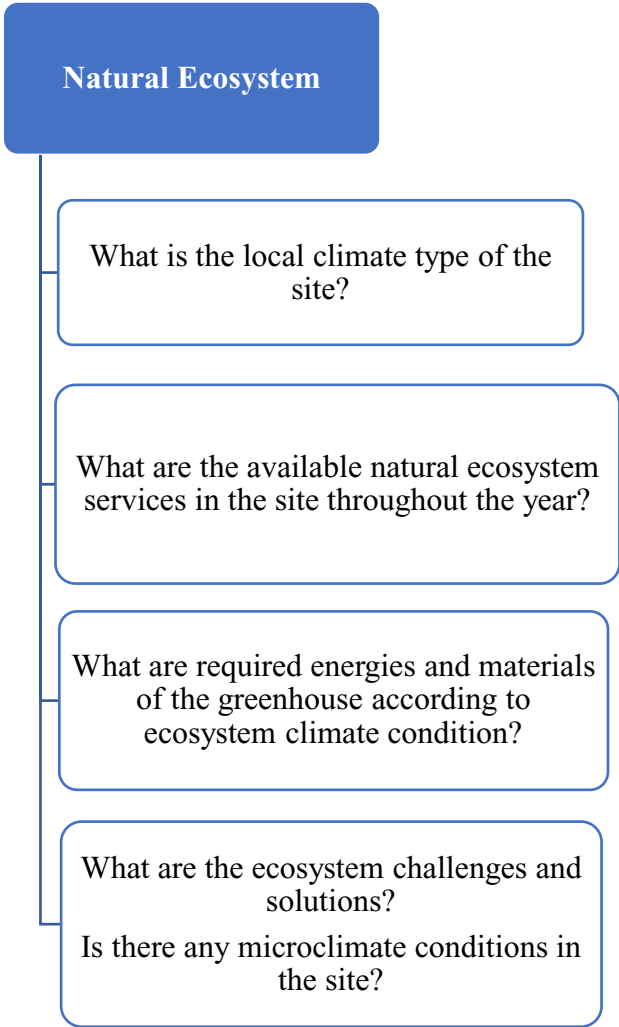 Natural Ecosystem
What is the local climate type of the
site?
What are the available natural ecosystem
services in the site throughout the year?
What are required energies and materials
of the greenhouse according to
ecosystem climate condition?
What are the ecosystem challenges and
solutions?
Is there any microclimate conditions in
the site?